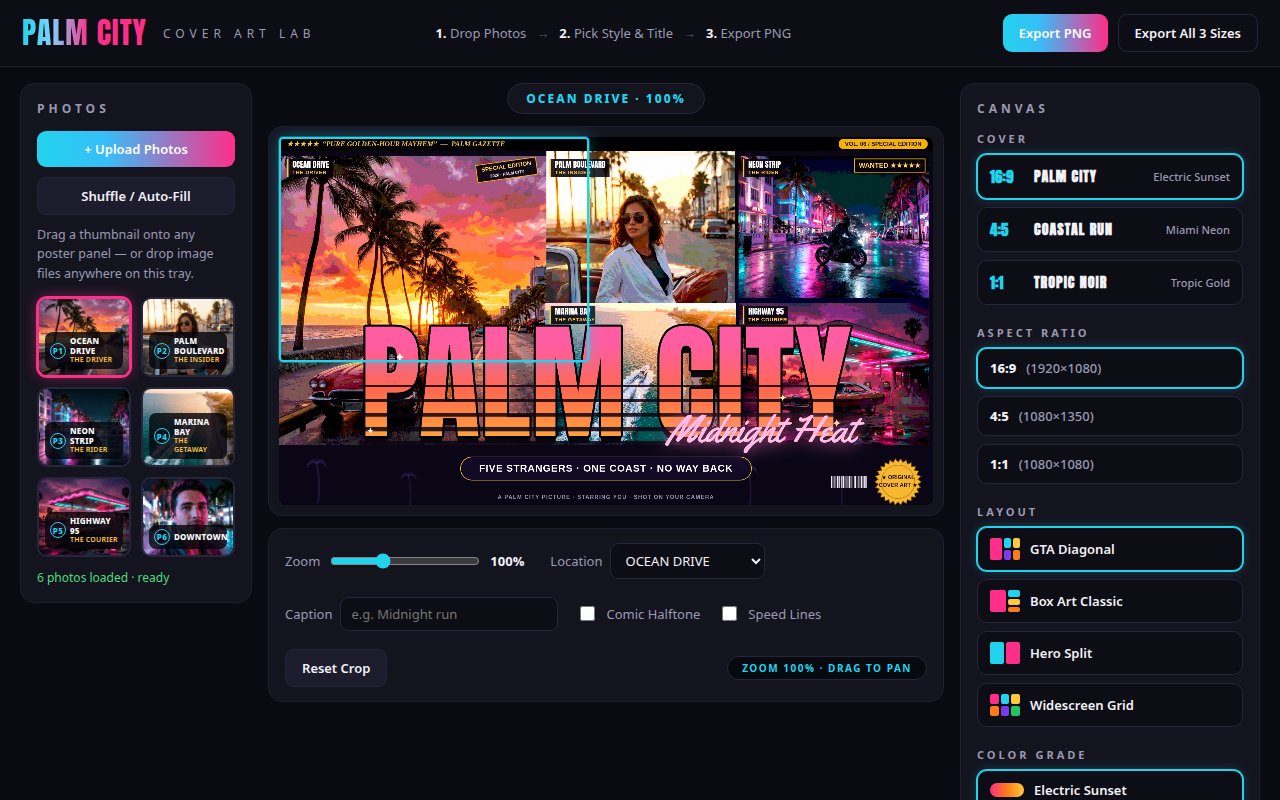 PALM CITY COVER ART LAB
1. Drop Photos → 2. Pick Style & Title → 3. Export PNG
Export PNG
Export All 3 Sizes
PHOTOS
+ Upload Photos
Shuffle / Auto-Fill
Drag a thumbnail onto any
poster panel — or drop image
files anywhere on this tray.
P1 OCEAN DRIVE
THE DRIVER
P2 PALM BOULEVARD
THE INSIDER
P3 NEON STRIP
THE RIDER
P4 MARINA BAY
THE GETAWAY
P5 HIGHWAY 95
THE COURIER
P6 DOWNTOWN
6 photos loaded · ready
OCEAN DRIVE · 100%
★★★★★ "PURE GOLDEN-HOUR MAYHEM" — PALM GAZETTE
VOL. 06 / SPECIAL EDITION
OCEAN DRIVE
THE DRIVER
SPECIAL EDITION
PALM BOULEVARD
THE INSIDER
NEON STRIP
THE RIDER
WANTED ★★★★★
MARINA BAY
THE GETAWAY
HIGHWAY 95
THE COURIER
PALM CITY
Midnight Heat
FIVE STRANGERS · ONE COAST · NO WAY BACK
A PALM CITY PICTURE · STARRING YOU · SHOT ON YOUR CAMERA
★ ORIGINAL
COVER ART ★
Zoom 100%
Location OCEAN DRIVE
Caption e.g. Midnight run
Comic Halftone
Speed Lines
Reset Crop
ZOOM 100% · DRAG TO PAN
CANVAS
COVER
16:9 PALM CITY Electric Sunset
4:5 COASTAL RUN Miami Neon
1:1 TROPIC NOIR Tropic Gold
ASPECT RATIO
16:9 (1920×1080)
4:5 (1080×1350)
1:1 (1080×1080)
LAYOUT
GTA Diagonal
Box Art Classic
Hero Split
Widescreen Grid
COLOR GRADE
Electric Sunset